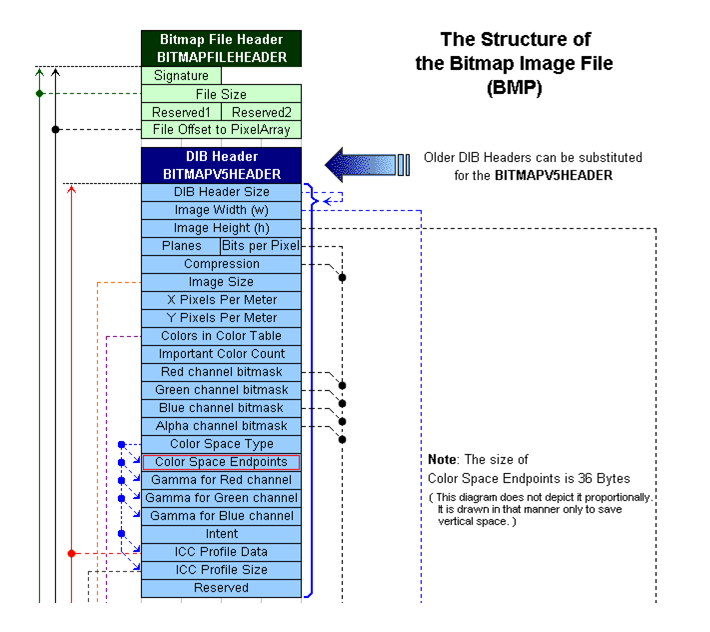 Bitmap File Header
BITMAPFILEHEADER
Signature
File Size
Reserved1 Reserved2
File Offset to PixelArray
The Structure of
the Bitmap Image File
(BMP)
DIB Header
BITMAPV5HEADER
Older DIB Headers can be substituted
for the BITMAPV5HEADER
DIB Header Size
Image Width (w)
Image Height (h)
Planes Bits per Pixel
Compression
Image Size
X Pixels Per Meter
Y Pixels Per Meter
Colors in Color Table
Important Color Count
Red channel bitmask
Green channel bitmask
Blue channel bitmask
Alpha channel bitmask
Color Space Type
Color Space Endpoints
Gamma for Red channel
Gamma for Green channel
Gamma for Blue channel
Intent
ICC Profile Data
ICC Profile Size
Reserved
Note: The size of
Color Space Endpoints is 36 Bytes
( This diagram does not depict it proportionally.
It is drawn in that manner only to save
vertical space. )